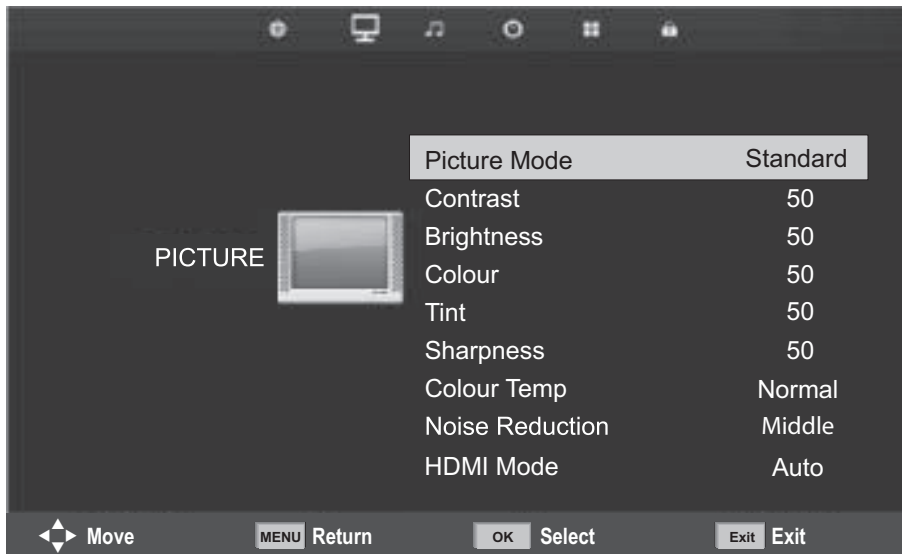 Picture Mode Standard
Contrast 50
Brightness 50
PICTURE
Colour 50
Tint 50
Sharpness 50
Colour Temp Normal
Noise Reduction Middle
HDMI Mode Auto
Move MENU Return OK Select Exit Exit